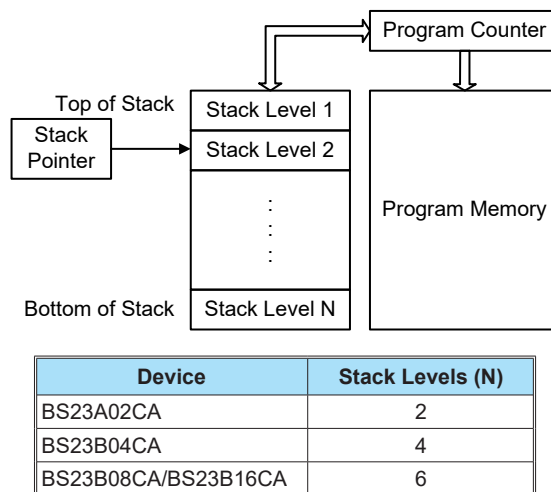 Program Counter
Top of Stack
Stack Level 1
Stack
Pointer
Stack Level 2
:
:
:
Program Memory
Bottom of Stack
Stack Level N
Device Stack Levels (N)
BS23A02CA 2
BS23B04CA 4
BS23B08CA/BS23B16CA 6